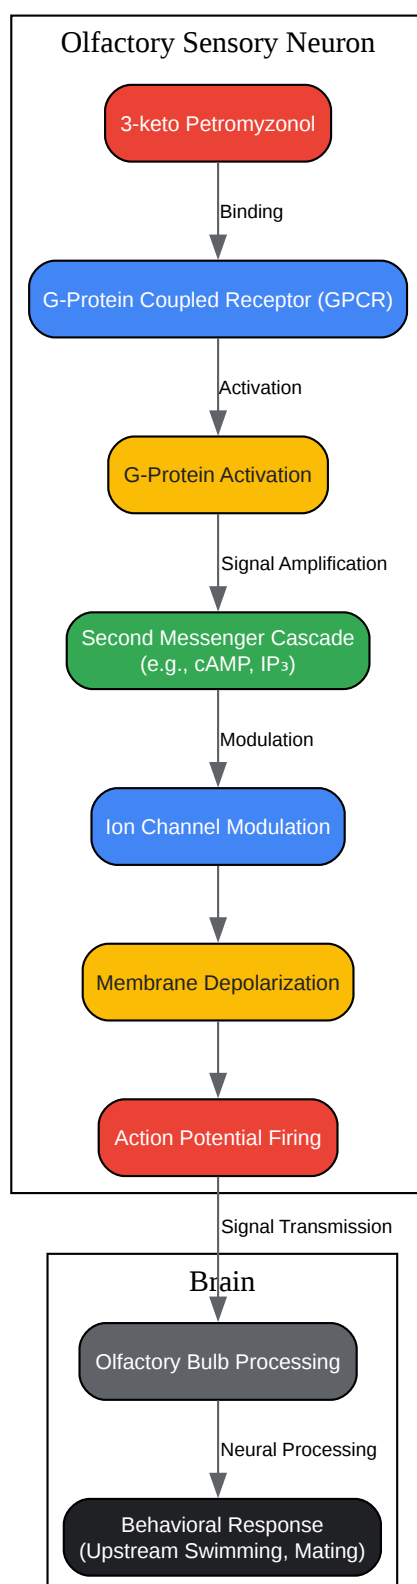 Olfactory Sensory Neuron
3-keto Petromyzonol
Binding
G-Protein Coupled Receptor (GPCR)
Activation
G-Protein Activation
Signal Amplification
Second Messenger Cascade
(e.g., cAMP, IP₃)
Modulation
Ion Channel Modulation
Membrane Depolarization
Action Potential Firing
Signal Transmission
Brain
Olfactory Bulb Processing
Neural Processing
Behavioral Response
(Upstream Swimming, Mating)